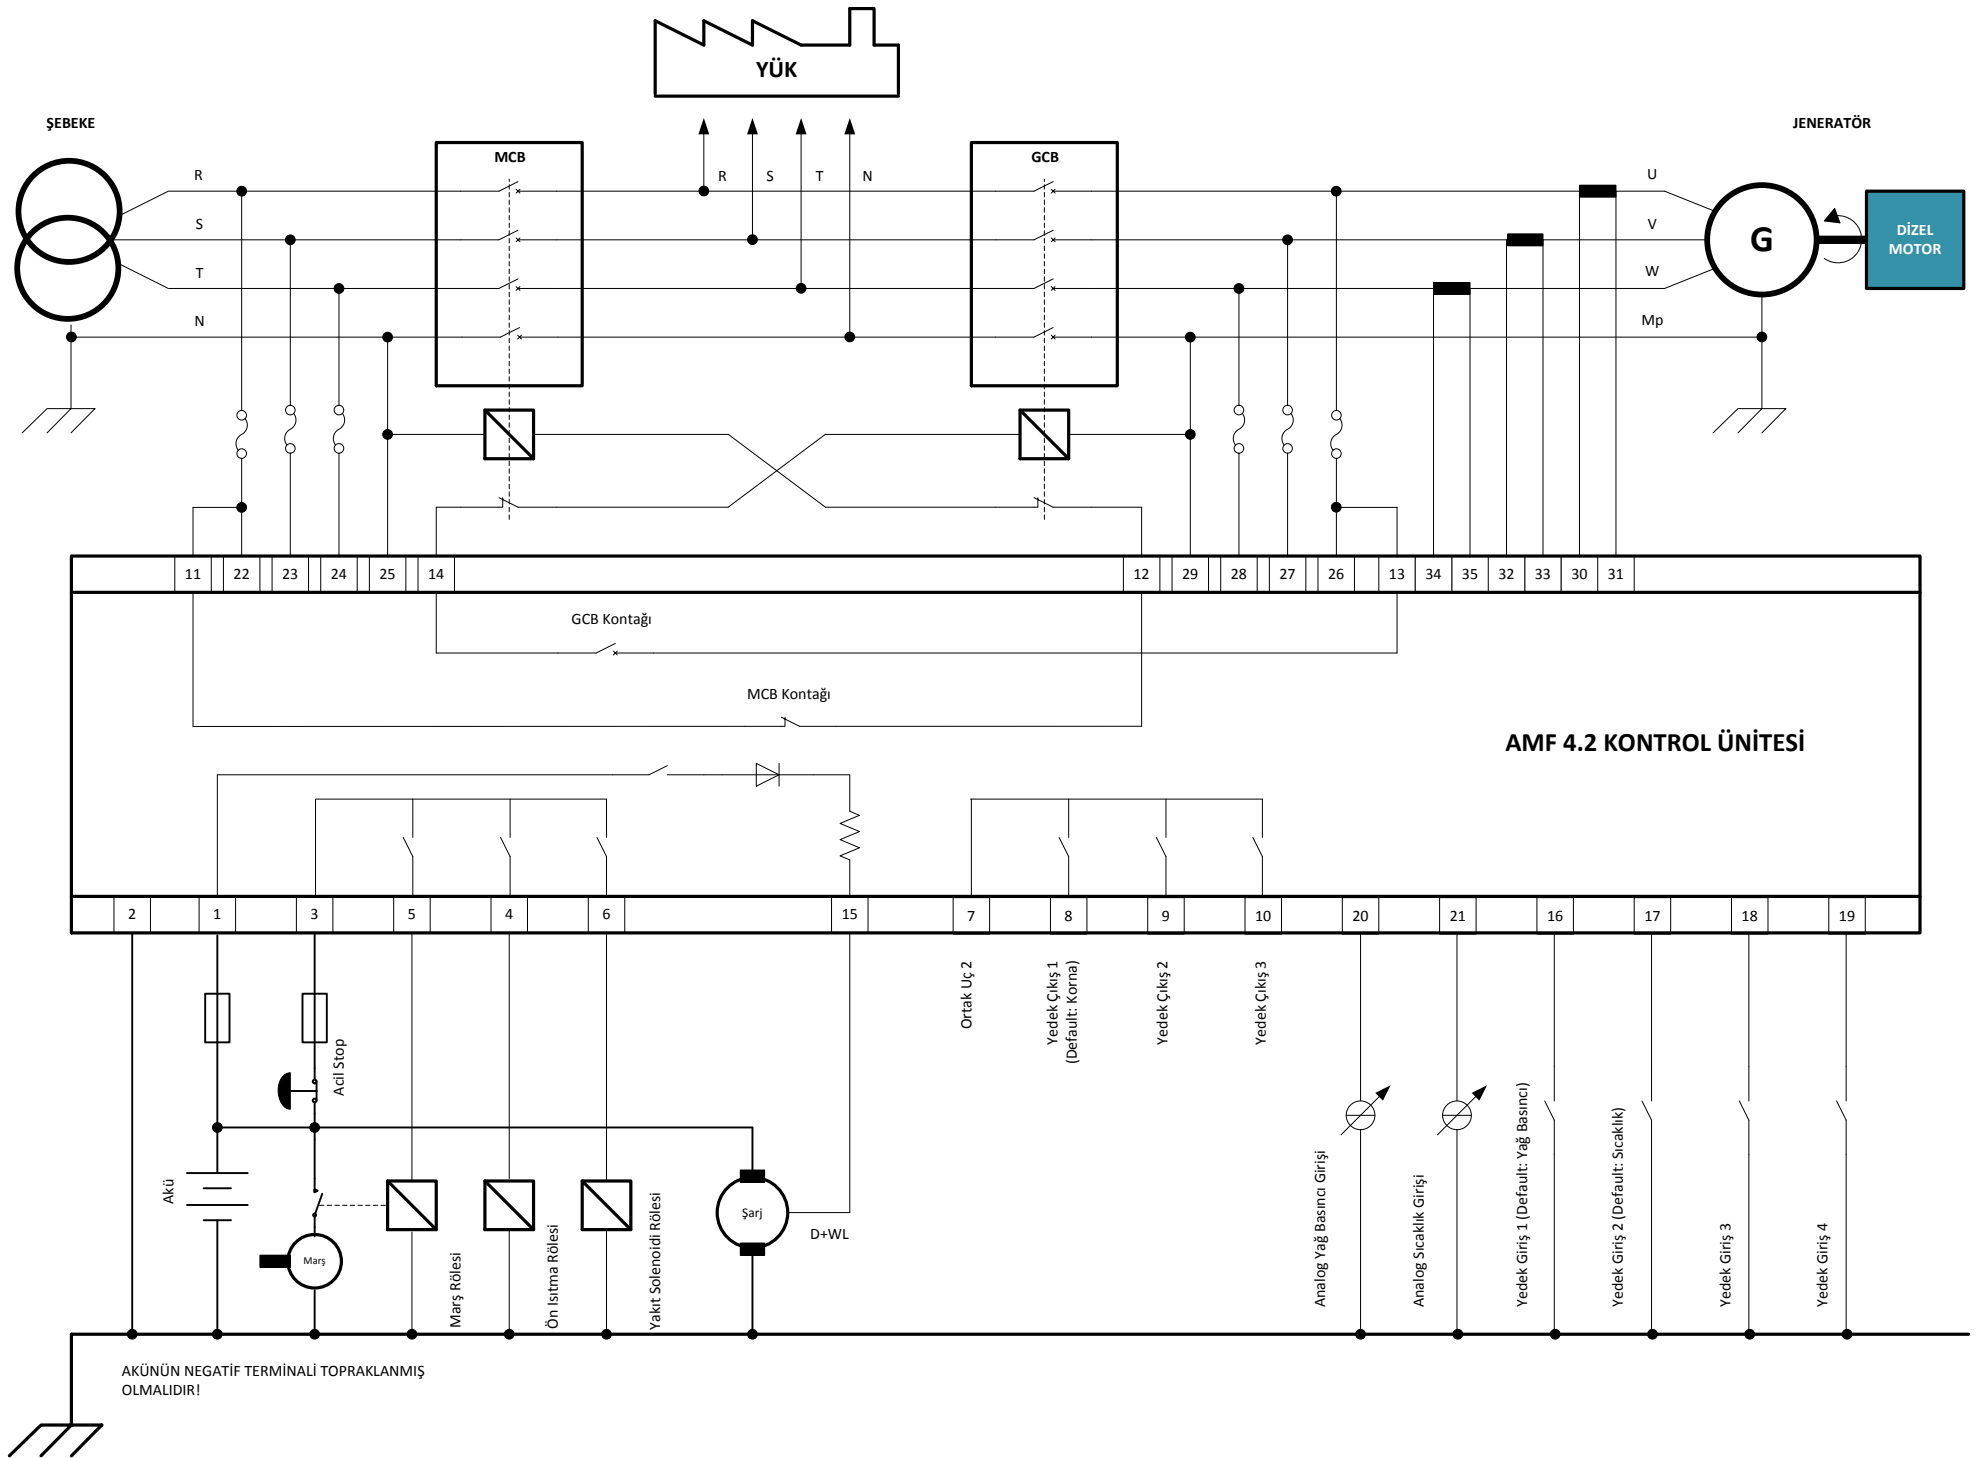 YÜK
ŞEBEKE
JENERATÖR
MCB
GCB
R
R
S
T
N
U
S
V
G
DİZEL
MOTOR
T
W
N
Mp
11
22
23
24
25
14
12
29
28
27
26
13
34
35
32
33
30
31
GCB Kontağı
MCB Kontağı
AMF 4.2 KONTROL ÜNİTESİ
2
1
3
5
4
6
15
7
8
9
10
20
21
16
17
18
19
Ortak Uç 2
Yedek Çıkış 1
(Default: Korna)
Yedek Çıkış 2
Yedek Çıkış 3
Acil Stop
Akü
Marş
Marş Rölesi
Ön Isıtma Rölesi
Yakıt Solenoidi Rölesi
Şarj
D+WL
Analog Yağ Basıncı Girişi
Analog Sıcaklık Girişi
Yedek Giriş 1 (Default: Yağ Basıncı)
Yedek Giriş 2 (Default: Sıcaklık)
Yedek Giriş 3
Yedek Giriş 4
AKÜNÜN NEGATİF TERMİNALİ TOPRAKLANMIŞ
OLMALIDIR!